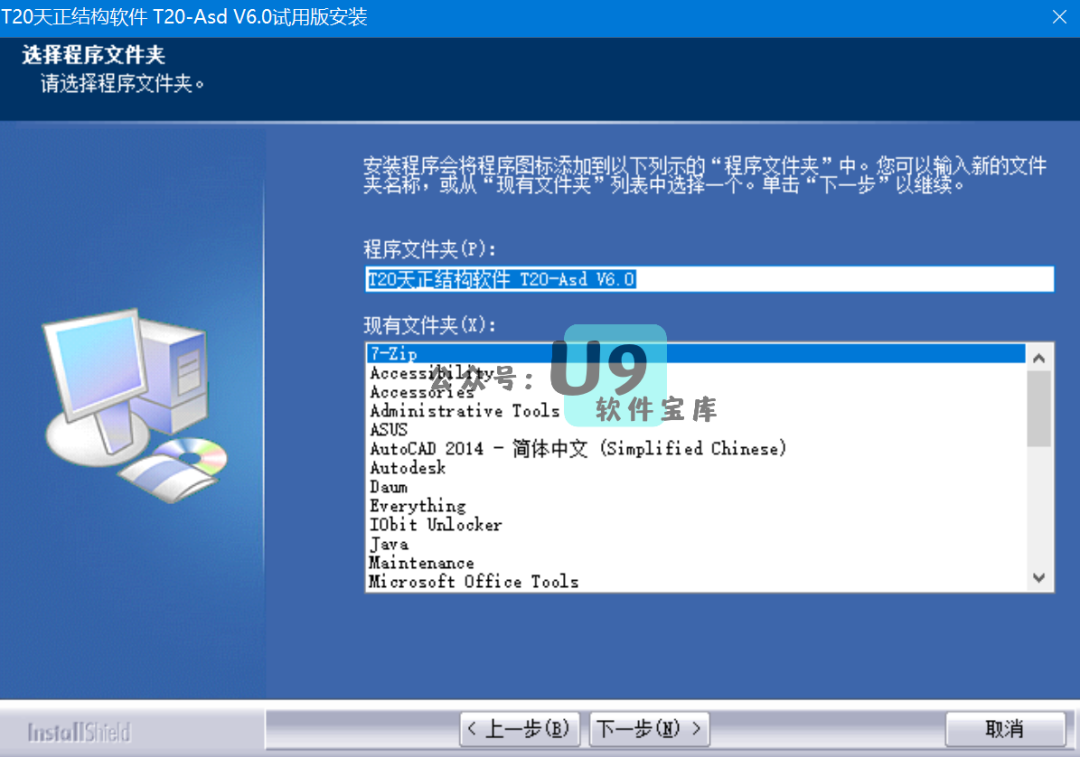 T20天正结构软件 T20-Asd V6.0试用版安装
选择程序文件夹
请选择程序文件夹。
安装程序会将程序图标添加到以下列示的“程序文件夹”中。您可以输入新的文件
夹名称，或从“现有文件夹”列表中选择一个。单击“下一步”以继续。
程序文件夹(P)：
T20天正结构软件 T20-Asd V6.0
现有文件夹(X)：
7-Zip
Accessibility
Accessories
Administrative Tools
ASUS
AutoCAD 2014 - 简体中文 (Simplified Chinese)
Autodesk
Daum
Everything
IObit Unlocker
Java
Maintenance
Microsoft Office Tools
公众号：U9
软件宝库
InstallShield
< 上一步(B)
下一步(N) >
取消